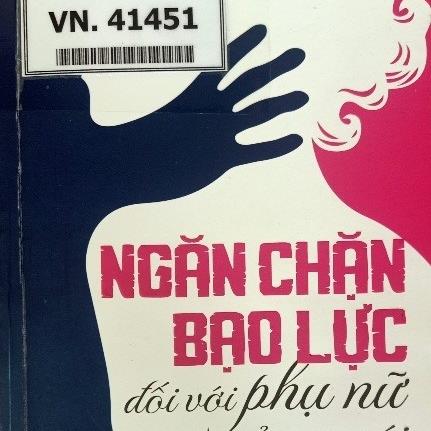 VN. 41451
NGĂN CHẶN
BẠO LỰC
đối với phụ nữ